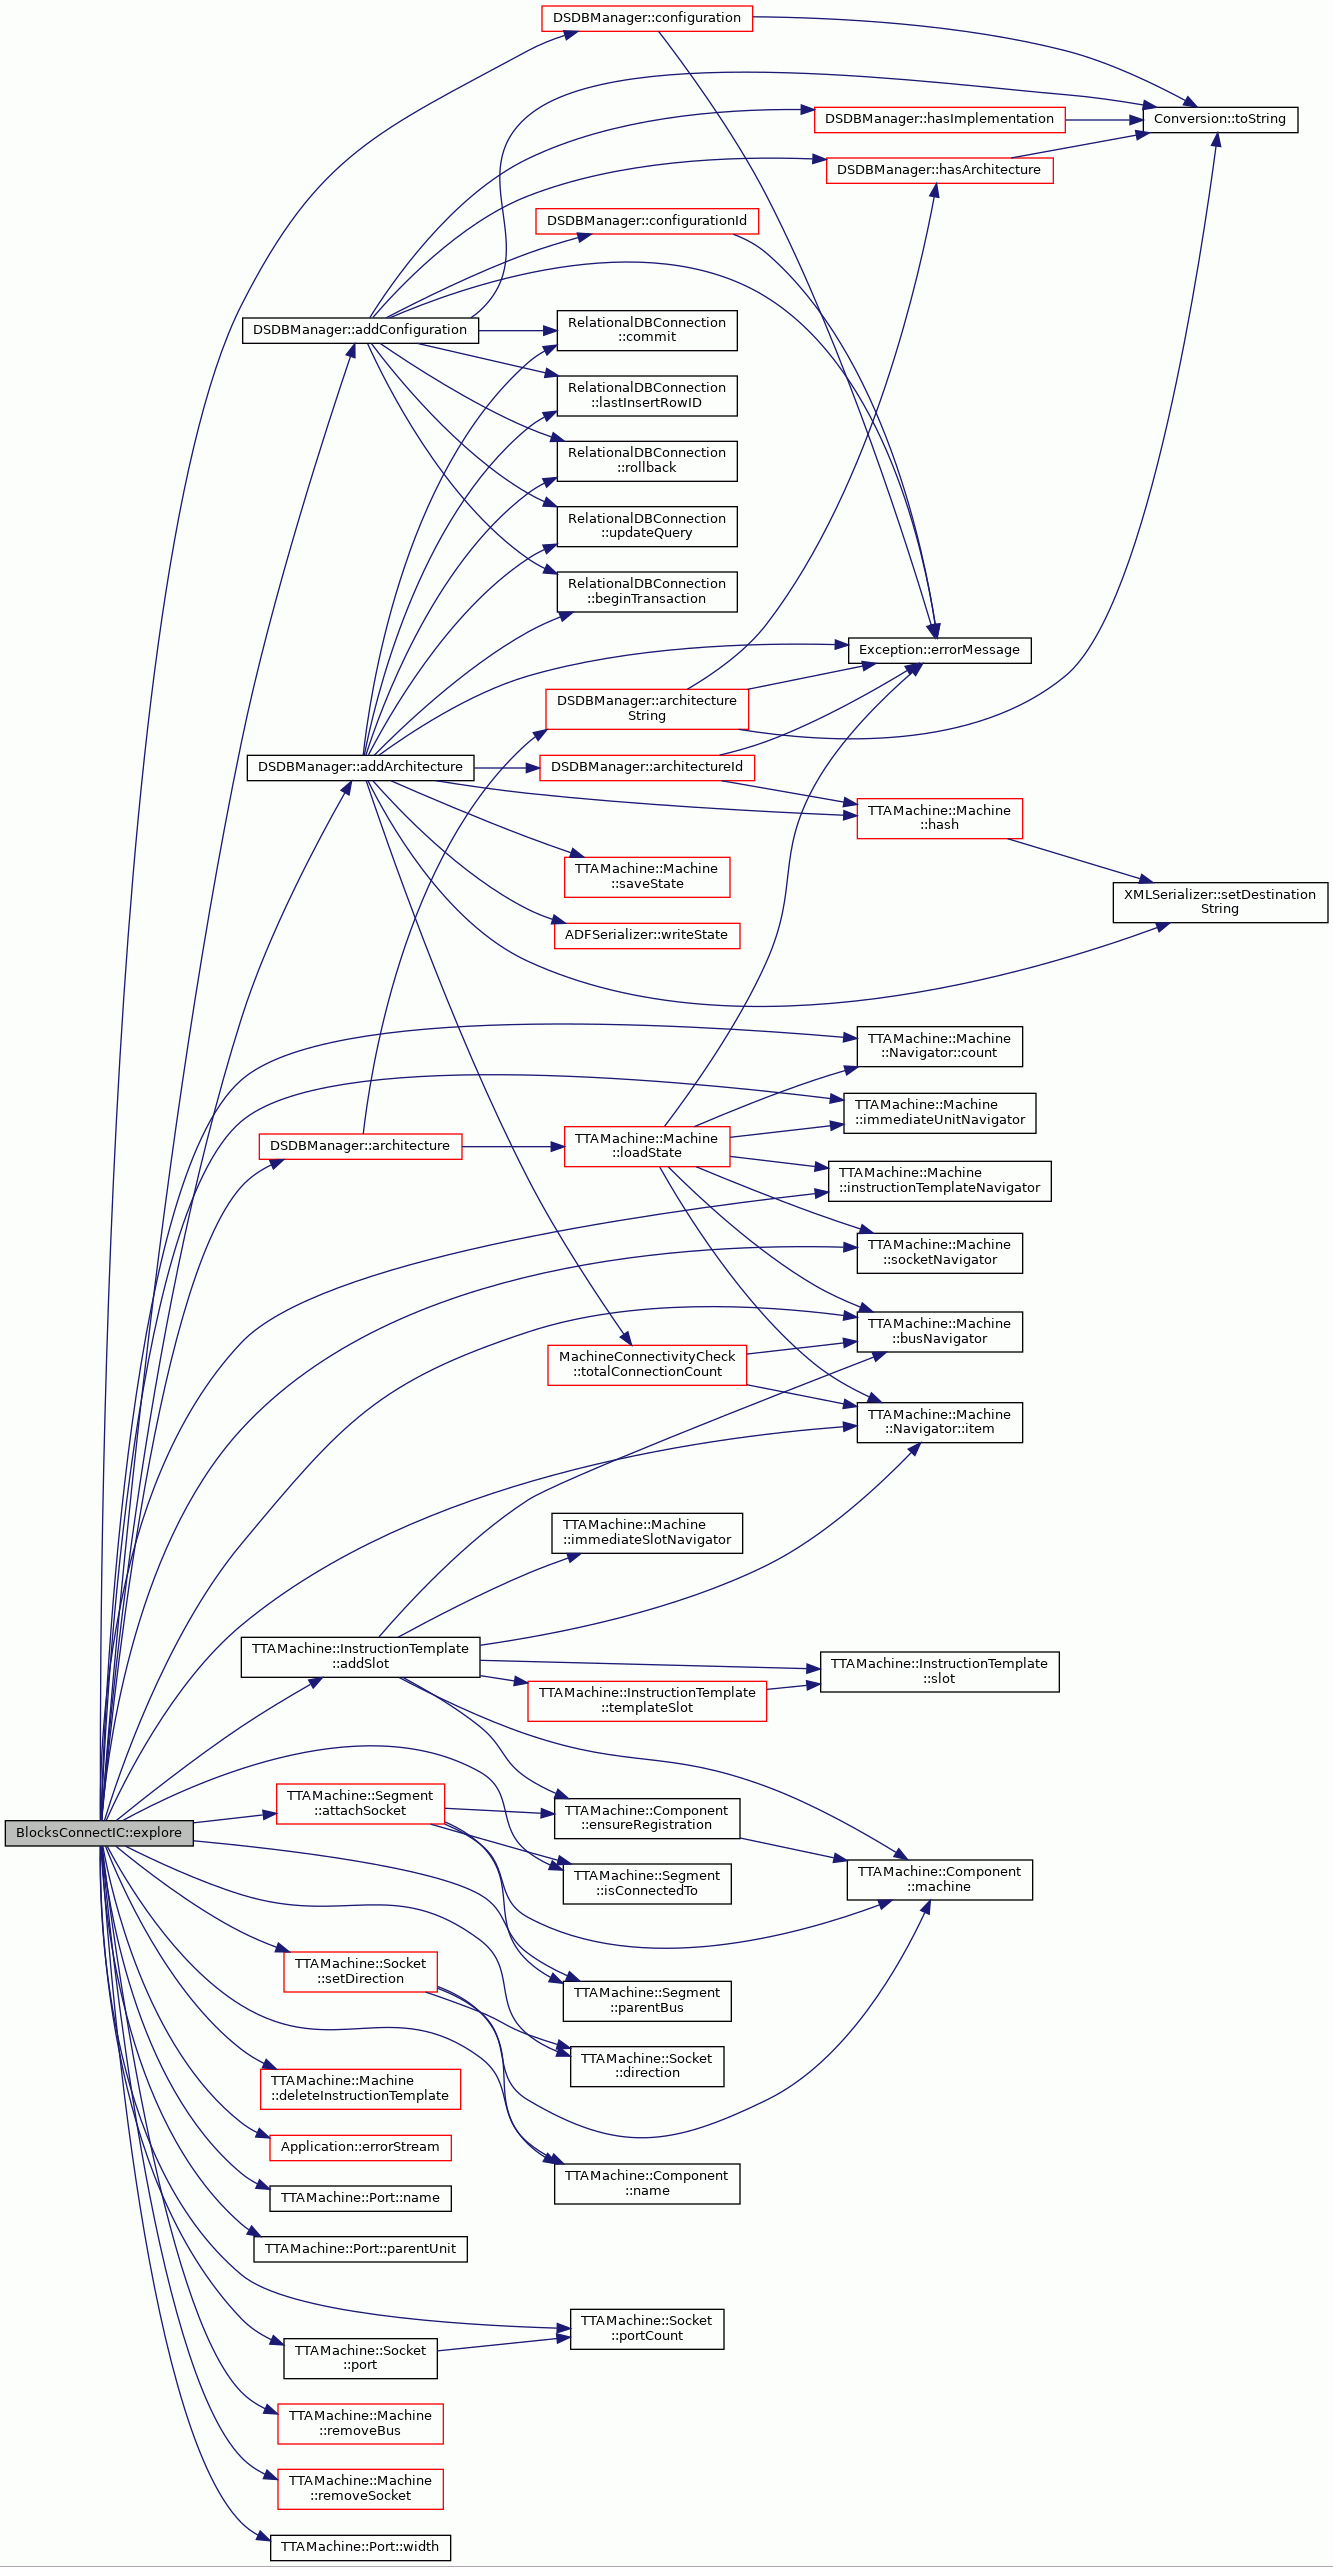 DSDBManager::configuration
Conversion::toString
DSDBManager::hasImplementation
DSDBManager::hasArchitecture
DSDBManager::configurationId
DSDBManager::addConfiguration
RelationalDBConnection
::commit
RelationalDBConnection
::lastInsertRowID
RelationalDBConnection
::rollback
RelationalDBConnection
::updateQuery
RelationalDBConnection
::beginTransaction
Exception::errorMessage
DSDBManager::architecture
String
DSDBManager::addArchitecture
DSDBManager::architectureId
TTAMachine::Machine
::hash
TTAMachine::Machine
::saveState
XMLSerializer::setDestination
String
ADFSerializer::writeState
TTAMachine::Machine
::Navigator::count
TTAMachine::Machine
::immediateUnitNavigator
DSDBManager::architecture
TTAMachine::Machine
::loadState
TTAMachine::Machine
::instructionTemplateNavigator
TTAMachine::Machine
::socketNavigator
TTAMachine::Machine
::busNavigator
MachineConnectivityCheck
::totalConnectionCount
TTAMachine::Machine
::Navigator::item
TTAMachine::Machine
::immediateSlotNavigator
TTAMachine::InstructionTemplate
::addSlot
TTAMachine::InstructionTemplate
::slot
TTAMachine::InstructionTemplate
::templateSlot
TTAMachine::Segment
::attachSocket
TTAMachine::Component
::ensureRegistration
BlocksConnectIC::explore
TTAMachine::Segment
::isConnectedTo
TTAMachine::Component
::machine
TTAMachine::Socket
::setDirection
TTAMachine::Segment
::parentBus
TTAMachine::Socket
::direction
TTAMachine::Machine
::deleteInstructionTemplate
Application::errorStream
TTAMachine::Component
::name
TTAMachine::Port::name
TTAMachine::Port::parentUnit
TTAMachine::Socket
::portCount
TTAMachine::Socket
::port
TTAMachine::Machine
::removeBus
TTAMachine::Machine
::removeSocket
TTAMachine::Port::width